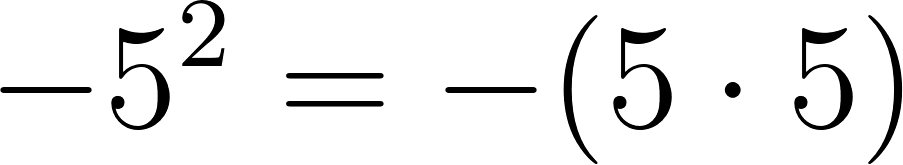 −5² = −(5 · 5)